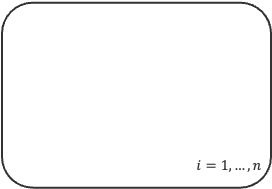 i = 1, ..., n